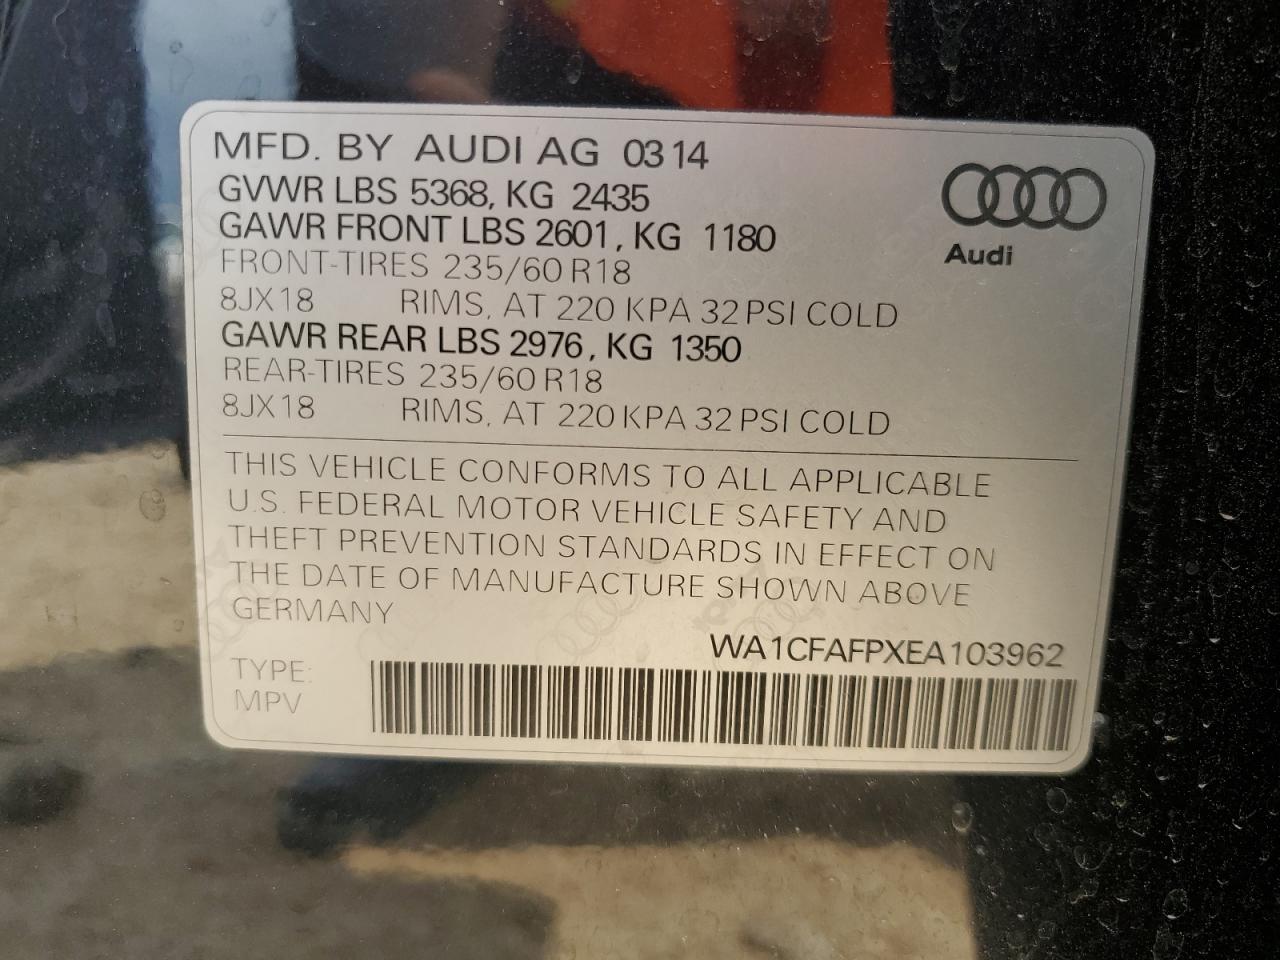 MFD. BY AUDI AG 0314
GVWR LBS 5368, KG 2435
GAWR FRONT LBS 2601, KG 1180
FRONT-TIRES 235/60 R18
8JX18 RIMS, AT 220 KPA 32 PSI COLD
GAWR REAR LBS 2976, KG 1350
REAR-TIRES 235/60 R18
8JX18 RIMS, AT 220 KPA 32 PSI COLD
Audi
THIS VEHICLE CONFORMS TO ALL APPLICABLE
U.S. FEDERAL MOTOR VEHICLE SAFETY AND
THEFT PREVENTION STANDARDS IN EFFECT ON
THE DATE OF MANUFACTURE SHOWN ABOVE
GERMANY
WA1CFAFPXEA103962
TYPE:
MPV